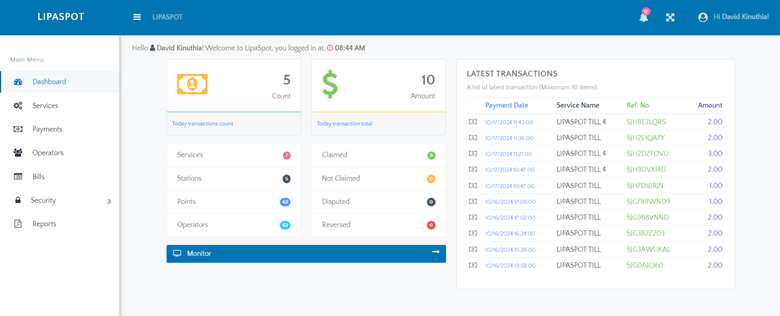 LIPASPOT
LIPASPOT
0
Hi David Kinuthia!
Hello David Kinuthia! Welcome to LipaSpot, you logged in at: 08:44 AM
Main Menu
Dashboard
Services
Payments
Operators
Bills
Security
Reports
1
5
Count
Today transactions count
$
10
Amount
Today transaction total
Services 7
Stations 5
Points 62
Operators 63
Claimed 5
Not Claimed 0
Disputed 0
Reversed 0
Monitor
LATEST TRANSACTIONS
A list of latest transaction (Maximum 10 items).
Payment Date Service Name Ref. No Amount
10/17/2024 11:43:00 LIPASPOT TILL 4 SJH8E2LQRS 2.00
10/17/2024 11:36:00 LIPASPOT TILL 4 SJH2E1QAZY 2.00
10/17/2024 11:21:00 LIPASPOT TILL 4 SJH2DZTOVU 3.00
10/17/2024 10:47:00 LIPASPOT TILL 4 SJH9DVKI4D 2.00
10/17/2024 10:47:00 LIPASPOT TILL SJH7DVJRJN 1.00
10/16/2024 17:09:00 LIPASPOT TILL SJG7B9WND9 1.00
10/16/2024 17:02:00 LIPASPOT TILL SJG9B8VNND 2.00
10/16/2024 16:24:00 LIPASPOT TILL SJG382Z203 2.00
10/16/2024 15:39:00 LIPASPOT TILL SJG3AWUKAL 2.00
10/16/2024 13:58:00 LIPASPOT TILL SJG0AJCI60 2.00